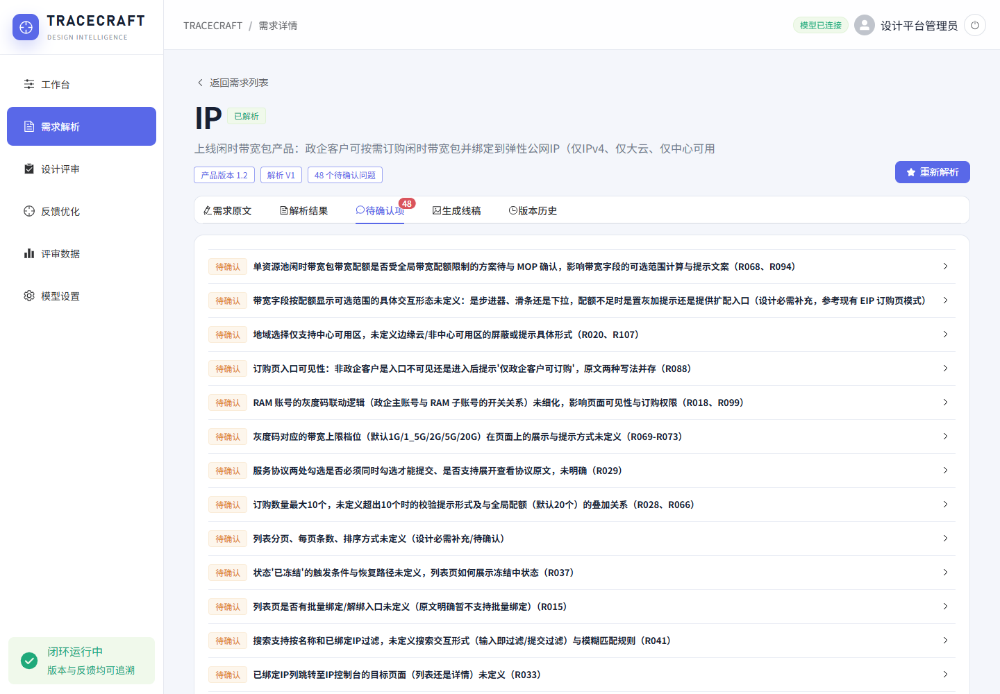 TRACECRAFT
DESIGN INTELLIGENCE
TRACECRAFT / 需求详情
模型已连接
设计平台管理员
工作台
需求解析
设计评审
反馈优化
评审数据
模型设置
闭环运行中
版本与反馈均可追溯
返回需求列表
IP 已解析
上线闲时带宽包产品：政企客户可按需订购闲时带宽包并绑定到弹性公网IP（仅IPv4、仅大云、仅中心可用
产品版本 1.2
解析 V1
48 个待确认问题
重新解析
需求原文
解析结果
待确认项
48
生成线稿
版本历史
待确认 单资源池闲时带宽包带宽配额是否受全局带宽配额限制的方案待与 MOP 确认，影响带宽字段的可选范围计算与提示文案（R068、R094）
待确认 带宽字段按配额显示可选范围的具体交互形态未定义：是步进器、滑条还是下拉，配额不足时是置灰加提示还是提供扩配入口（设计必需补充，参考现有 EIP 订购页模式）
待确认 地域选择仅支持中心可用区，未定义边缘云/非中心可用区的屏蔽或提示具体形式（R020、R107）
待确认 订购页入口可见性：非政企客户是入口不可见还是进入后提示'仅政企客户可订购'，原文两种写法并存（R088）
待确认 RAM 账号的灰度码联动逻辑（政企主账号与 RAM 子账号的开关关系）未细化，影响页面可见性与订购权限（R018、R099）
待确认 灰度码对应的带宽上限档位（默认1G/1_5G/2G/5G/20G）在页面上的展示与提示方式未定义（R069-R073）
待确认 服务协议两处勾选是否必须同时勾选才能提交、是否支持展开查看协议原文，未明确（R029）
待确认 订购数量最大10个，未定义超出10个时的校验提示形式及与全局配额（默认20个）的叠加关系（R028、R066）
待确认 列表分页、每页条数、排序方式未定义（设计必需补充/待确认）
待确认 状态'已冻结'的触发条件与恢复路径未定义，列表页如何展示冻结中状态（R037）
待确认 列表页是否有批量绑定/解绑入口未定义（原文明确暂不支持批量绑定）（R015）
待确认 搜索支持按名称和已绑定IP过滤，未定义搜索交互形式（输入即过滤/提交过滤）与模糊匹配规则（R041）
待确认 已绑定IP列跳转至IP控制台的目标页面（列表还是详情）未定义（R033）